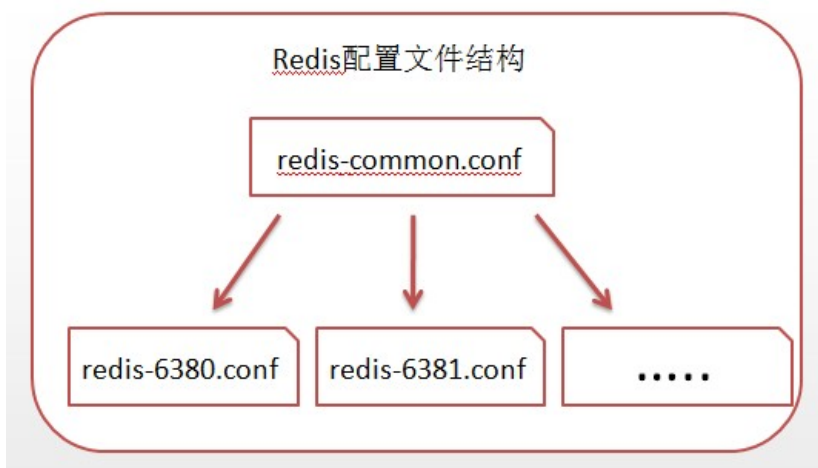 Redis配置文件结构
redis-common.conf
redis-6380.conf
redis-6381.conf
.....